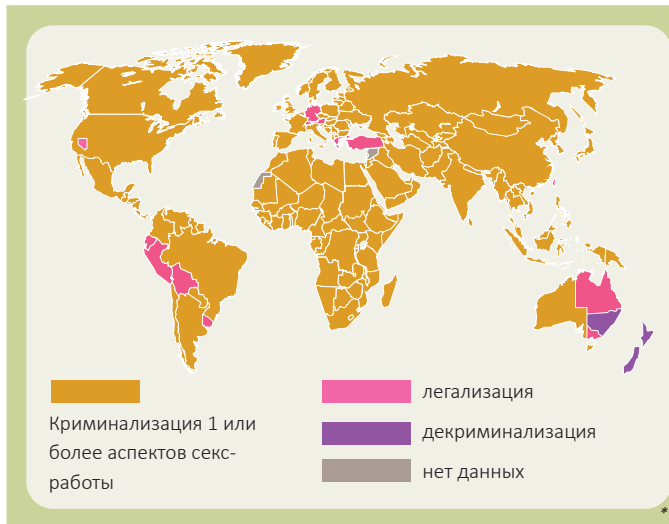 Криминализация 1 или
более аспектов секс-
работы
легализация
декриминализация
нет данных
*